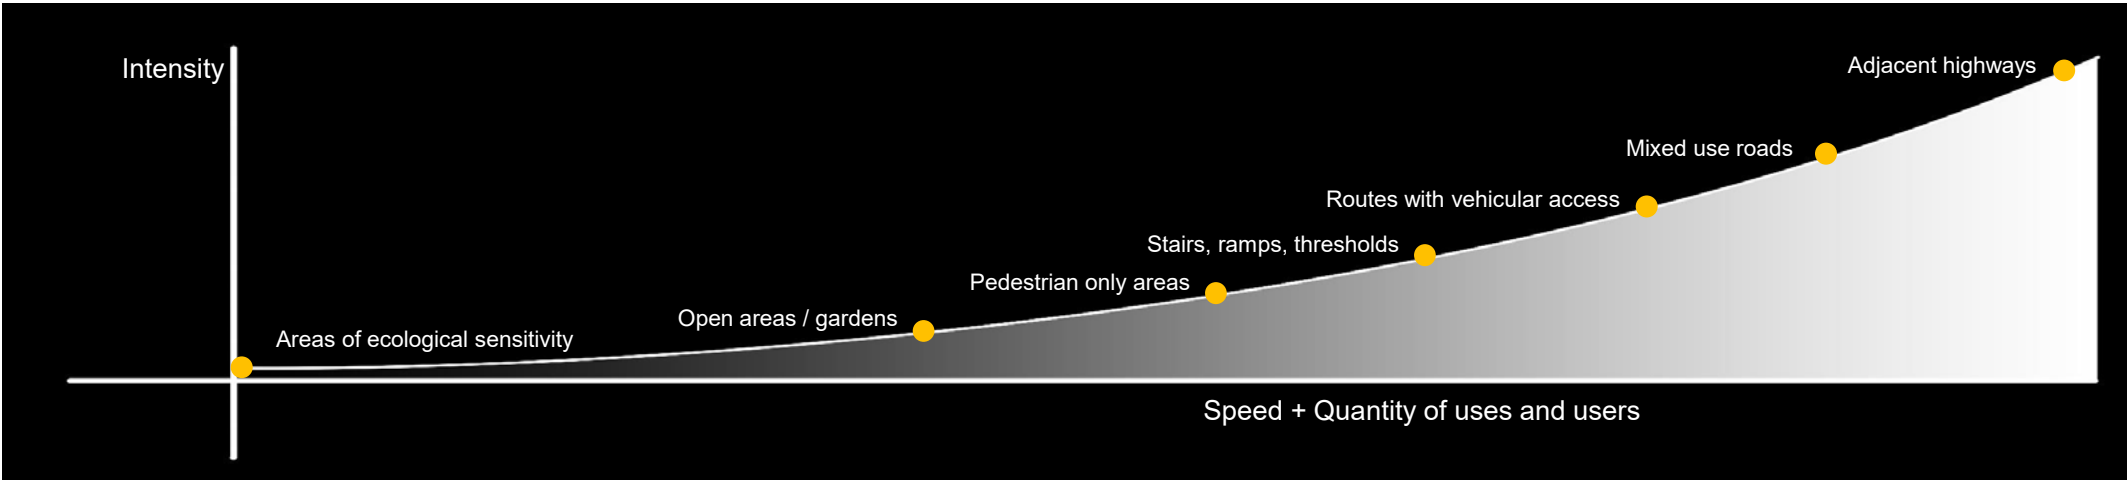 Intensity
Adjacent highways
Mixed use roads
Routes with vehicular access
Stairs, ramps, thresholds
Pedestrian only areas
Open areas / gardens
Areas of ecological sensitivity
Speed + Quantity of uses and users